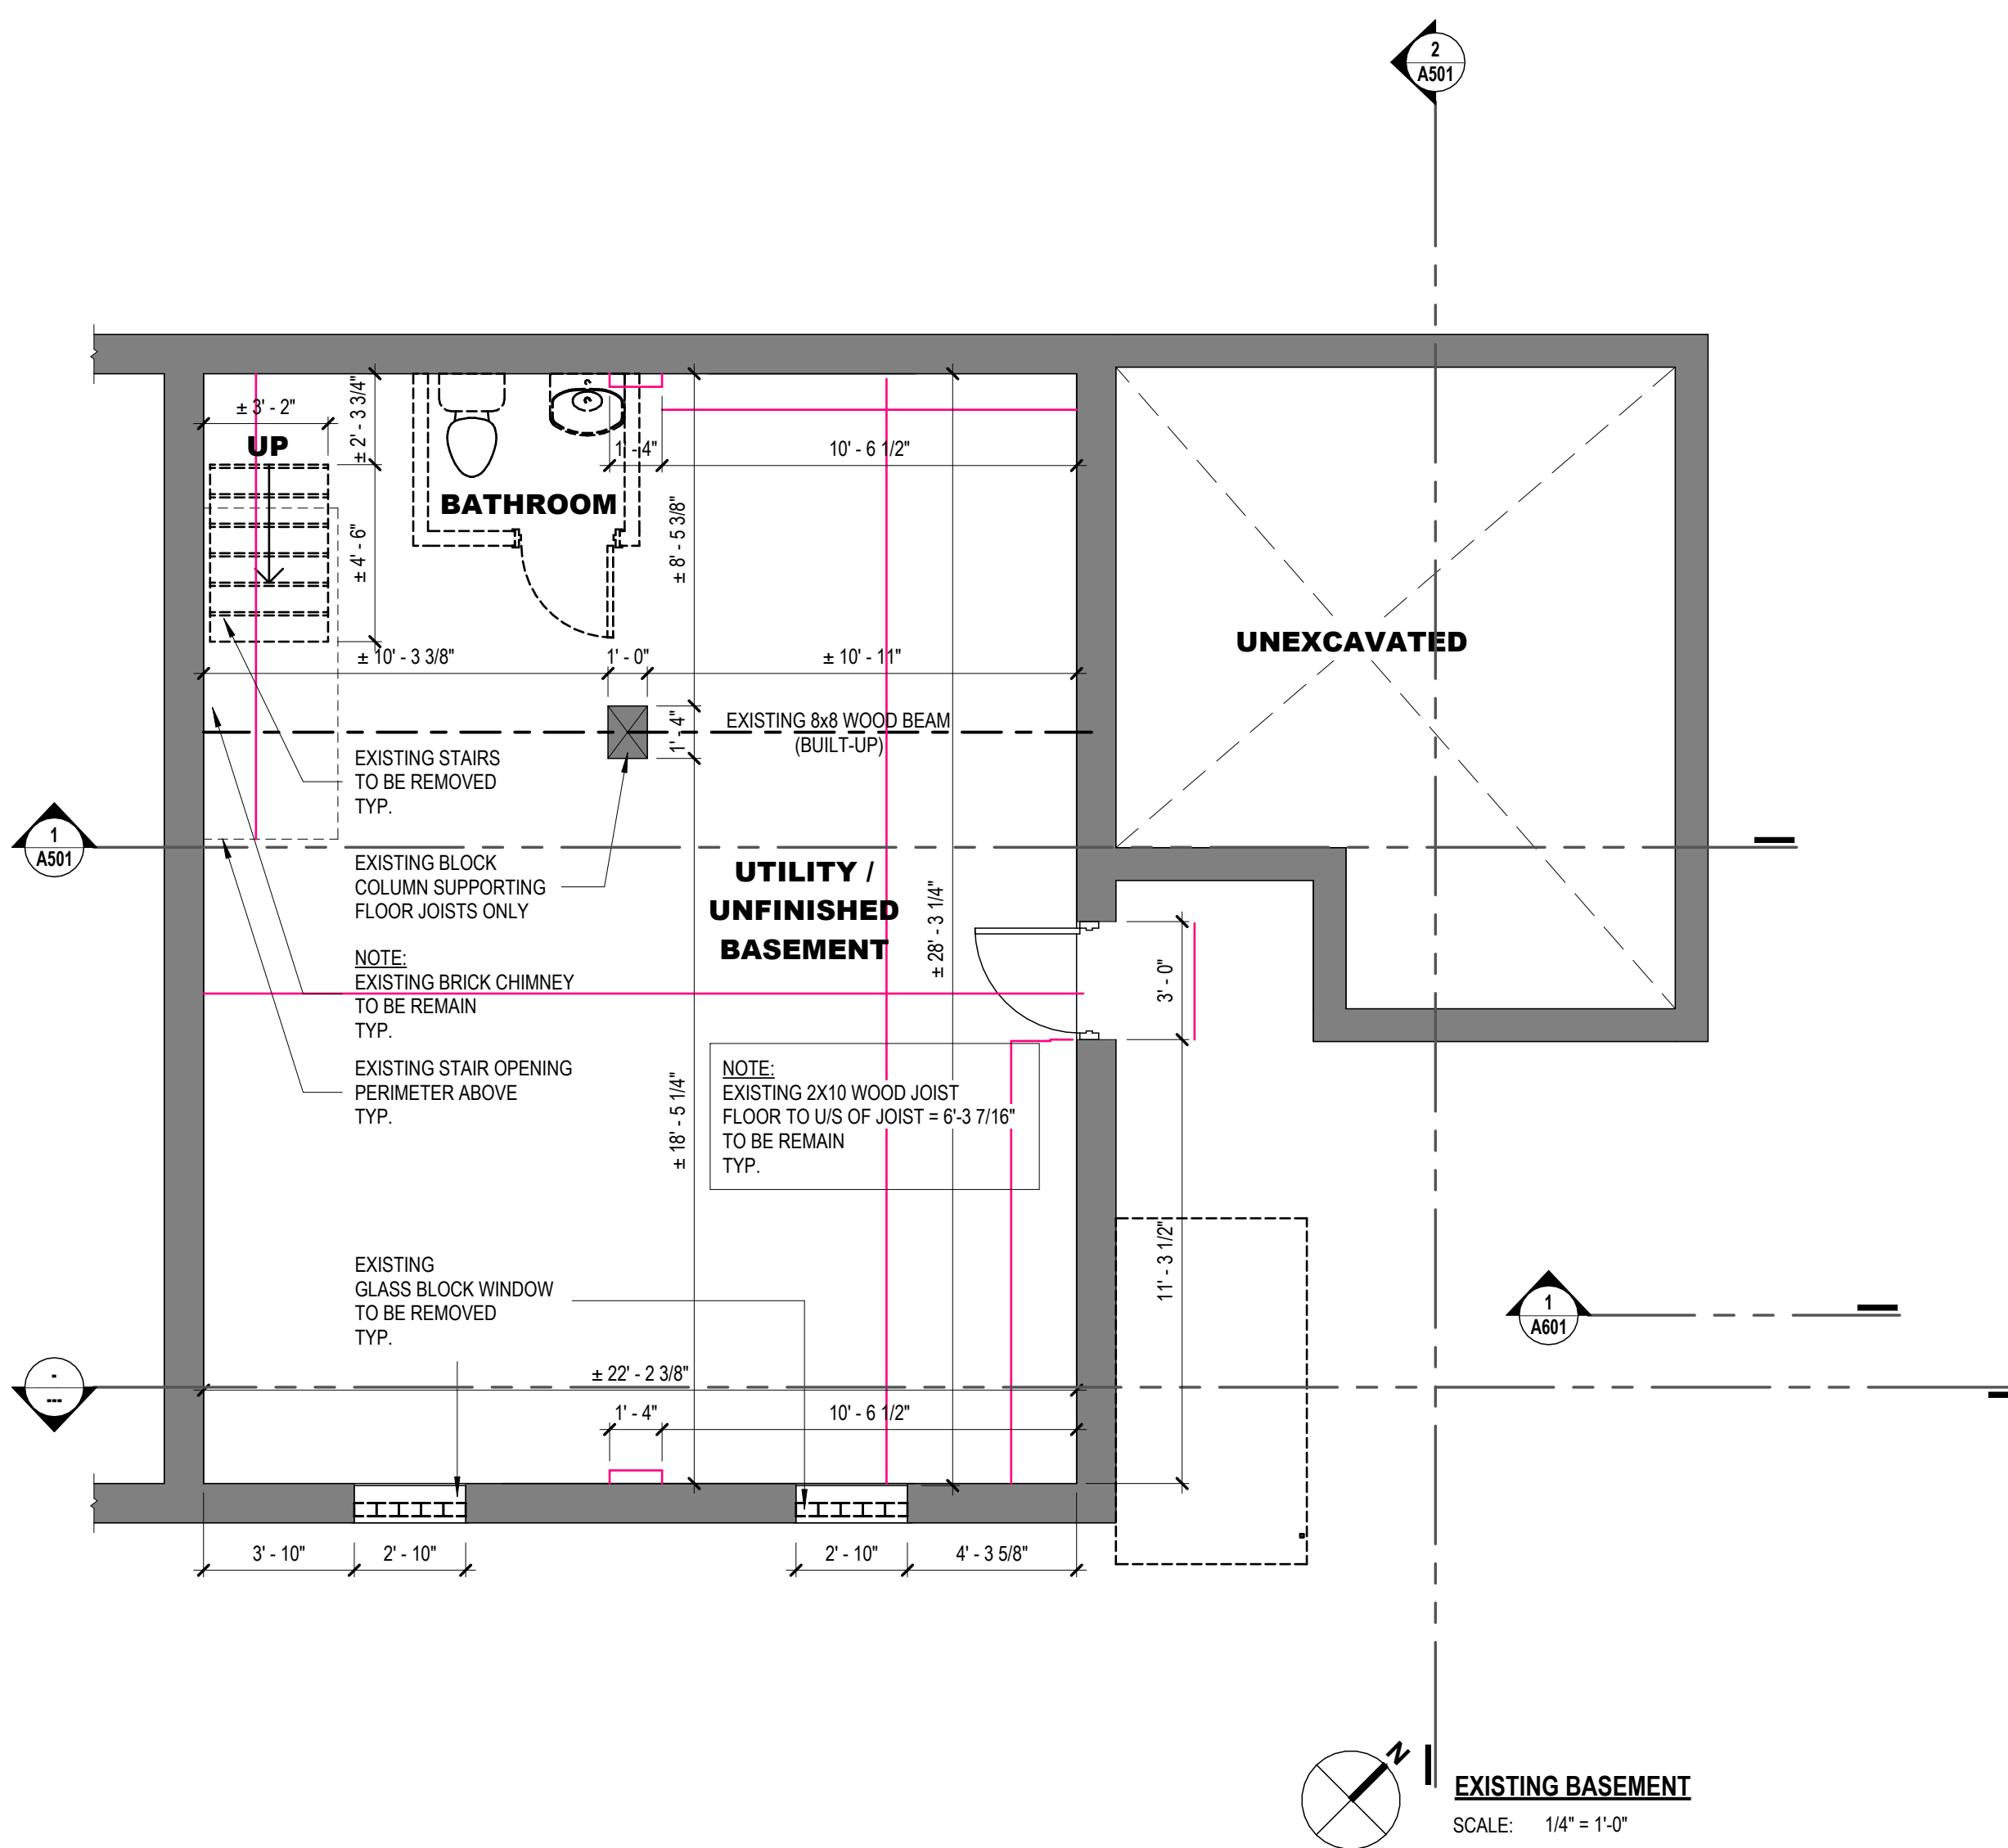 2
A501
± 3' - 2"
UP
± 2' - 3 3/4"
± 4' - 6"
BATHROOM
1' - 4"
10' - 6 1/2"
± 8' - 5 3/8"
UNEXCAVATED
± 10' - 3 3/8"
1' - 0"
± 10' - 11"
1' - 4"
EXISTING 8x8 WOOD BEAM
(BUILT-UP)
EXISTING STAIRS
TO BE REMOVED
TYP.
1
A501
EXISTING BLOCK
COLUMN SUPPORTING
FLOOR JOISTS ONLY
UTILITY /
UNFINISHED
BASEMENT
± 28' - 3 1/4"
NOTE:
EXISTING BRICK CHIMNEY
TO BE REMAIN
TYP.
3' - 0"
EXISTING STAIR OPENING
PERIMETER ABOVE
TYP.
± 18' - 5 1/4"
NOTE:
EXISTING 2X10 WOOD JOIST
FLOOR TO U/S OF JOIST = 6'-3 7/16"
TO BE REMAIN
TYP.
11' - 3 1/2"
EXISTING
GLASS BLOCK WINDOW
TO BE REMOVED
TYP.
1
A601
-
---
± 22' - 2 3/8"
1' - 4"
10' - 6 1/2"
3' - 10"
2' - 10"
2' - 10"
4' - 3 5/8"
N
EXISTING BASEMENT
SCALE: 1/4" = 1'-0"